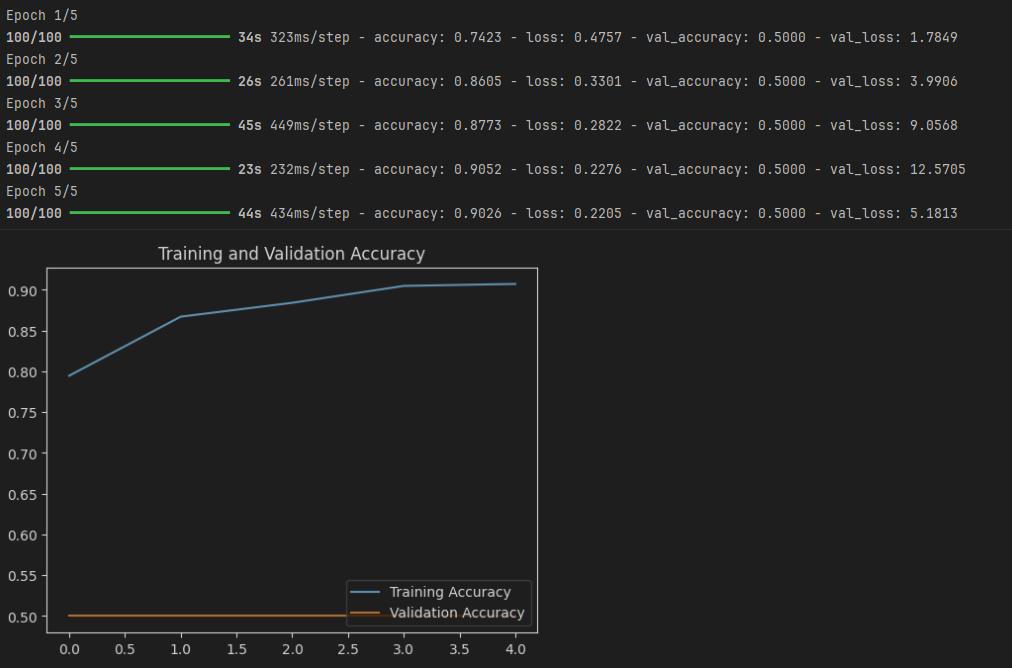 Epoch 1/5
100/100 34s 323ms/step - accuracy: 0.7423 - loss: 0.4757 - val_accuracy: 0.5000 - val_loss: 1.7849
Epoch 2/5
100/100 26s 261ms/step - accuracy: 0.8605 - loss: 0.3301 - val_accuracy: 0.5000 - val_loss: 3.9906
Epoch 3/5
100/100 45s 449ms/step - accuracy: 0.8773 - loss: 0.2822 - val_accuracy: 0.5000 - val_loss: 9.0568
Epoch 4/5
100/100 23s 232ms/step - accuracy: 0.9052 - loss: 0.2276 - val_accuracy: 0.5000 - val_loss: 12.5705
Epoch 5/5
100/100 44s 434ms/step - accuracy: 0.9026 - loss: 0.2205 - val_accuracy: 0.5000 - val_loss: 5.1813
Training and Validation Accuracy
0.90
0.85
0.80
0.75
0.70
0.65
0.60
0.55
0.50
Training Accuracy
Validation Accuracy
0.0 0.5 1.0 1.5 2.0 2.5 3.0 3.5 4.0